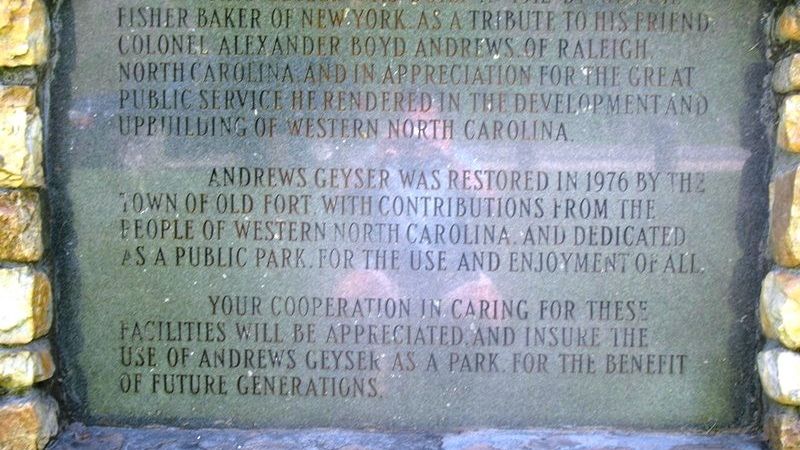 FISHER BAKER OF NEW YORK, AS A TRIBUTE TO HIS FRIEND,
COLONEL ALEXANDER BOYD ANDREWS, OF RALEIGH,
NORTH CAROLINA, AND IN APPRECIATION FOR THE GREAT
PUBLIC SERVICE HE RENDERED IN THE DEVELOPMENT AND
UPBUILDING OF WESTERN NORTH CAROLINA.
ANDREWS GEYSER WAS RESTORED IN 1976 BY THE
TOWN OF OLD FORT WITH CONTRIBUTIONS FROM THE
PEOPLE OF WESTERN NORTH CAROLINA, AND DEDICATED
AS A PUBLIC PARK, FOR THE USE AND ENJOYMENT OF ALL.
YOUR COOPERATION IN CARING FOR THESE
FACILITIES WILL BE APPRECIATED, AND INSURE THE
USE OF ANDREWS GEYSER AS A PARK, FOR THE BENEFIT
OF FUTURE GENERATIONS.